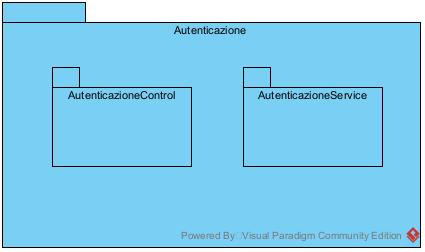 Autenticazione
AutenticazioneControl
AutenticazioneService
Powered By: Visual Paradigm Community Edition